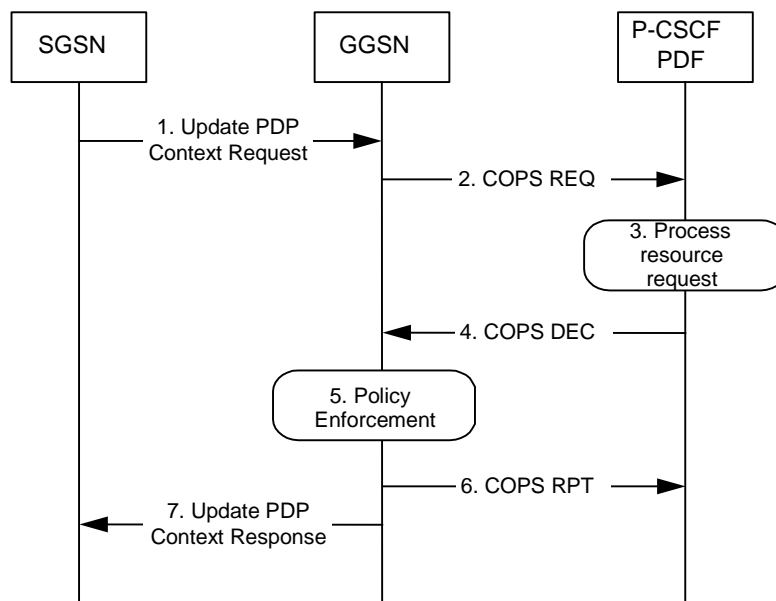 SGSN
GGSN
P-CSCF
PDF
1. Update PDP
Context Request
2. COPS REQ
3. Process
resource
request
4. COPS DEC
5. Policy
Enforcement
6. COPS RPT
7. Update PDP
Context Response